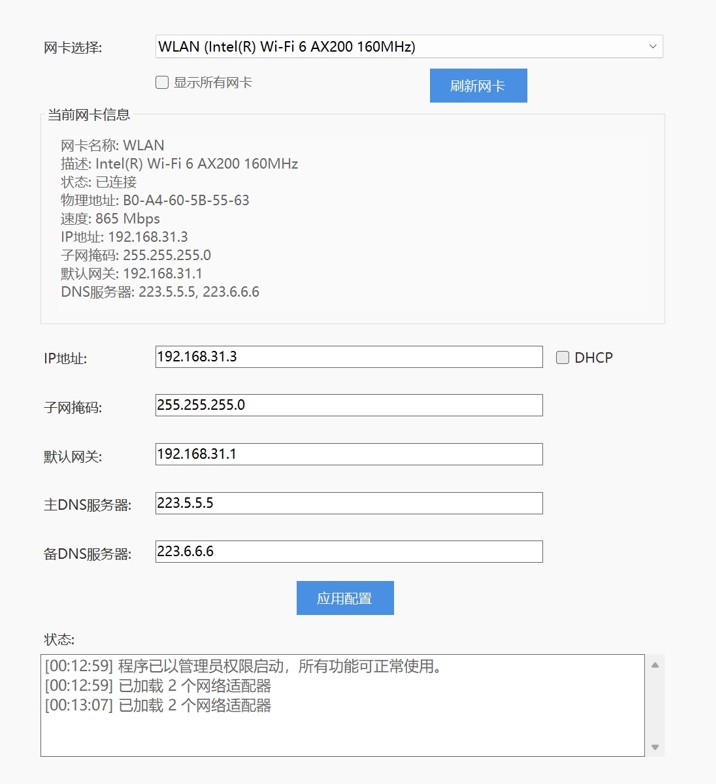 网卡选择: WLAN (Intel(R) Wi-Fi 6 AX200 160MHz)
显示所有网卡 刷新网卡
当前网卡信息
网卡名称: WLAN
描述: Intel(R) Wi-Fi 6 AX200 160MHz
状态: 已连接
物理地址: B0-A4-60-5B-55-63
速度: 865 Mbps
IP地址: 192.168.31.3
子网掩码: 255.255.255.0
默认网关: 192.168.31.1
DNS服务器: 223.5.5.5, 223.6.6.6
IP地址: 192.168.31.3 DHCP
子网掩码: 255.255.255.0
默认网关: 192.168.31.1
主DNS服务器: 223.5.5.5
备DNS服务器: 223.6.6.6
应用配置
状态:
[00:12:59] 程序已以管理员权限启动，所有功能可正常使用。
[00:12:59] 已加载 2 个网络适配器
[00:13:07] 已加载 2 个网络适配器